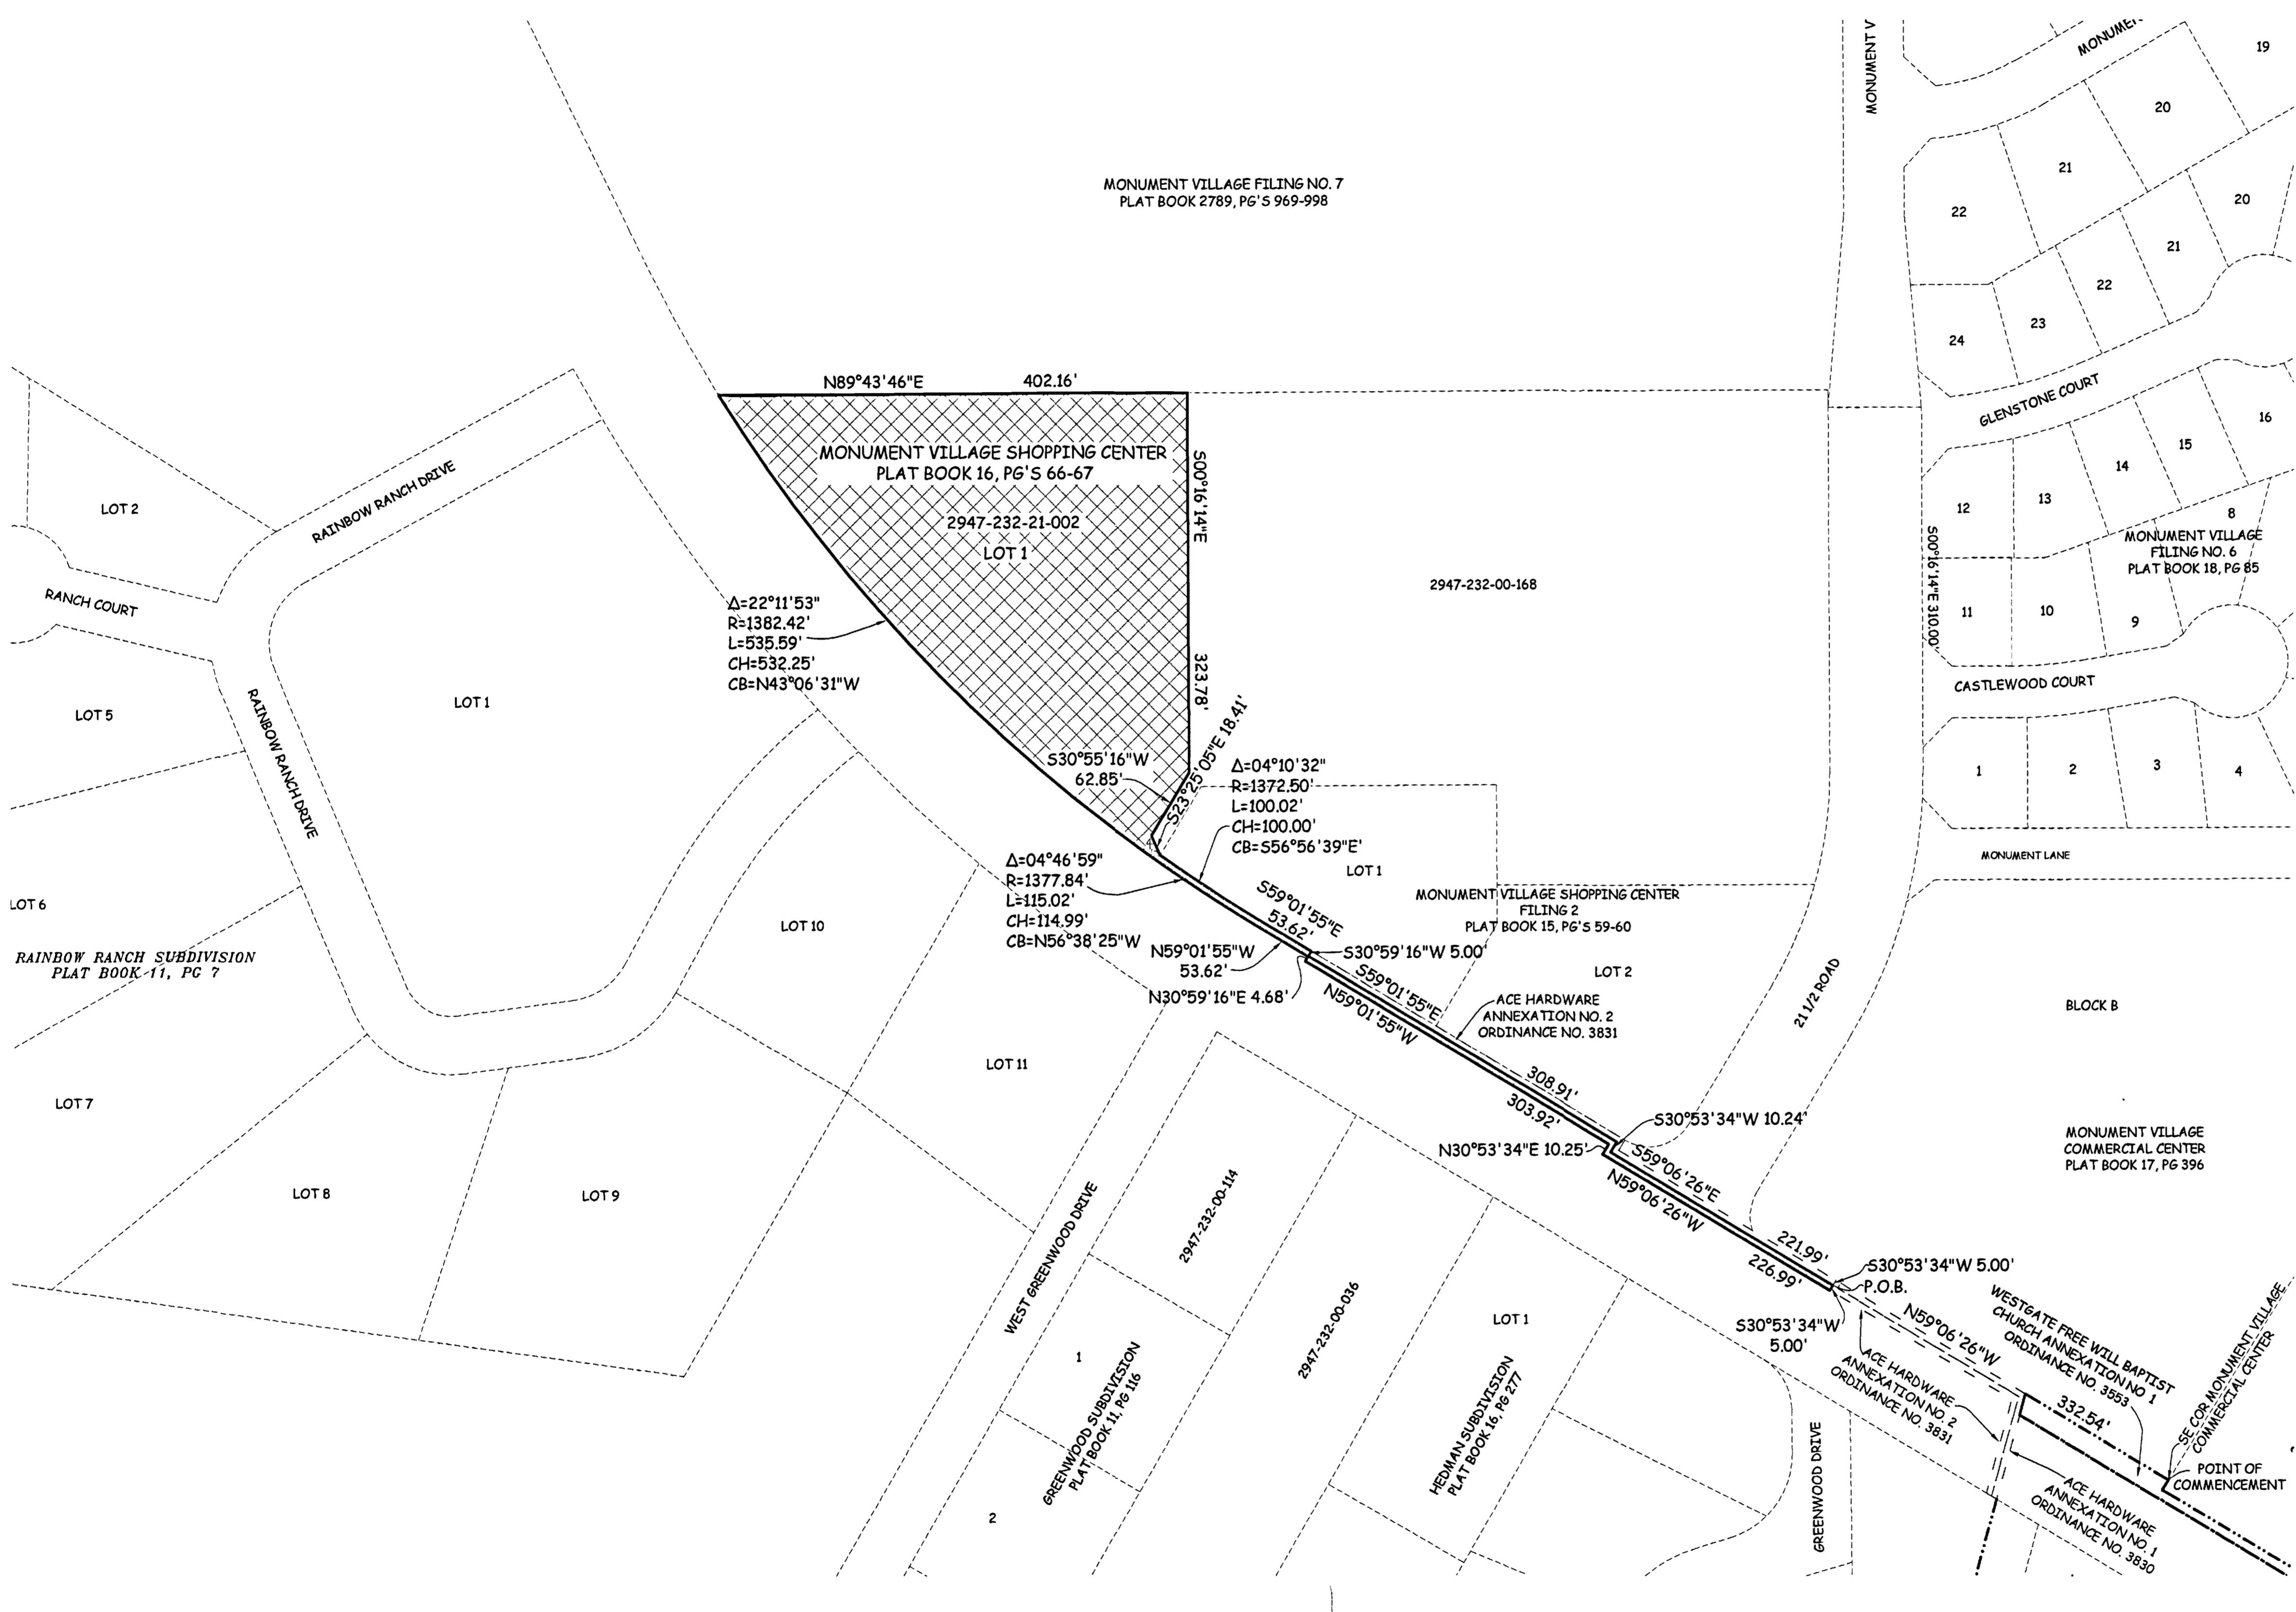 MONUMENT V
19
20
21
22
20
21
22
23
24
MONUMENT VILLAGE FILING NO. 7
PLAT BOOK 2789, PG'S 969-998
N89°43'46"E 402.16'
GLENSTONE COURT
16
15
14
13
12
8
MONUMENT VILLAGE SHOPPING CENTER
PLAT BOOK 16, PG'S 66-67
2947-232-21-002
LOT 1
S00°16'14"E
323.78'
2947-232-00-168
S00°16'14"E 310.00'
MONUMENT VILLAGE
FILING NO. 6
PLAT BOOK 18, PG 85
11
10
9
CASTLEWOOD COURT
1
2
3
4
MONUMENT LANE
LOT 2
RAINBOW RANCH DRIVE
RANCH COURT
LOT 5
RAINBOW RANCH DRIVE
LOT 1
Δ=22°11'53"
R=1382.42'
L=535.59'
CH=532.25'
CB=N43°06'31"W
S30°55'16"W
62.85'
S23°25'05"E 18.41'
Δ=04°10'32"
R=1372.50'
L=100.02'
CH=100.00'
CB=S56°56'39"E'
LOT 1
Δ=04°46'59"
R=1377.84'
L=115.02'
CH=114.99'
CB=N56°38'25"W
S59°01'55"E
53.62'
MONUMENT VILLAGE SHOPPING CENTER
FILING 2
PLAT BOOK 15, PG'S 59-60
N59°01'55"W
53.62'
S30°59'16"W 5.00'
N30°59'16"E 4.68'
LOT 2
S59°01'55"E
N59°01'55"W
ACE HARDWARE
ANNEXATION NO. 2
ORDINANCE NO. 3831
308.91'
303.92'
21 1/2 ROAD
BLOCK B
LOT 6
RAINBOW RANCH SUBDIVISION
PLAT BOOK 11, PG 7
LOT 10
LOT 11
LOT 7
LOT 8
LOT 9
S30°53'34"W 10.24'
N30°53'34"E 10.25'
S59°06'26"E
N59°06'26"W
MONUMENT VILLAGE
COMMERCIAL CENTER
PLAT BOOK 17, PG 396
221.99'
226.99'
S30°53'34"W 5.00'
P.O.B.
S30°53'34"W
5.00'
WEST GREENWOOD DRIVE
2947-232-00-114
2947-232-00-036
1
GREENWOOD SUBDIVISION
PLAT BOOK 11, PG 116
2
LOT 1
HEDMAN SUBDIVISION
PLAT BOOK 16, PG 277
GREENWOOD DRIVE
N59°06'26"W
332.54'
WESTGATE FREE WILL BAPTIST
CHURCH ANNEXATION NO 1
ORDINANCE NO. 3553
ACE HARDWARE
ANNEXATION NO. 2
ORDINANCE NO. 3831
SE COR MONUMENT VILLAGE
COMMERCIAL CENTER
POINT OF
COMMENCEMENT
ACE HARDWARE
ANNEXATION NO. 1
ORDINANCE NO. 3830